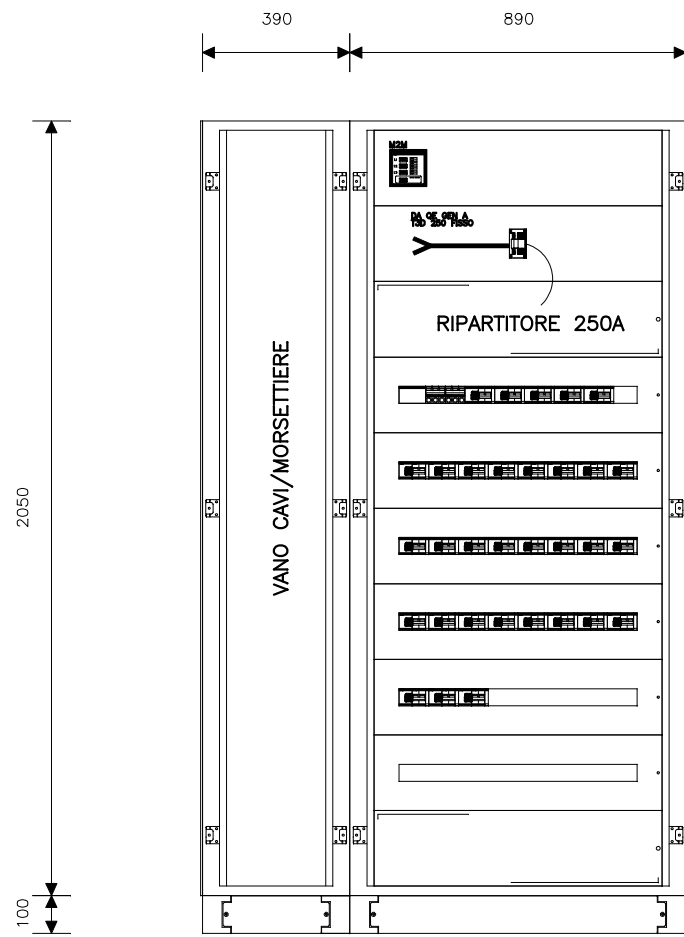 390
890
M2M
DA QE GEN A
T3D 250 FISSO
RIPARTITORE 250A
VANO CAVI/MORSETTIERE
2050
100